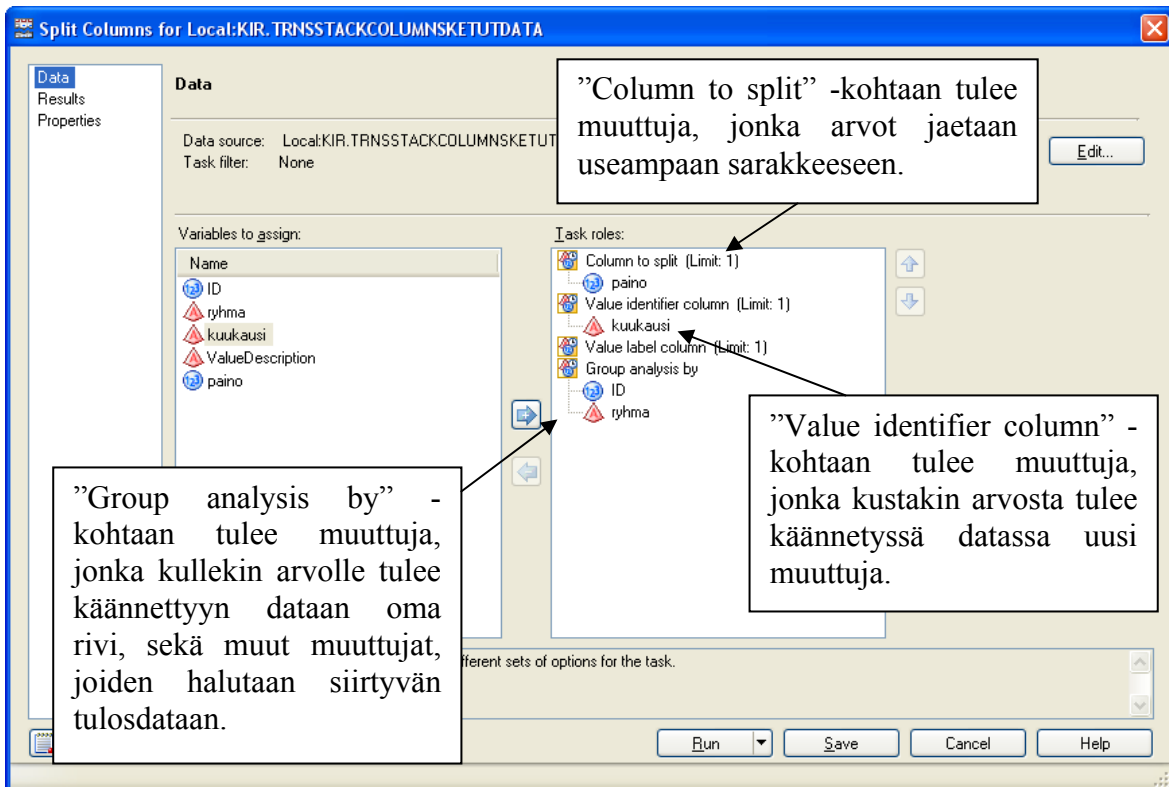 Split Columns for Local:KIR.TRNSSTACKCOLUMNSKETUTDATA
Data
Results
Properties
Data
Data source: Local:KIR.TRNSSTACKCOLUMNSKETUT
Task filter: None
Edit...
”Column to split” -kohtaan tulee
muuttuja, jonka arvot jaetaan
useampaan sarakkeeseen.
Variables to assign:
Name
ID
ryhma
kuukausi
ValueDescription
paino
Task roles:
Column to split (Limit: 1)
paino
Value identifier column (Limit: 1)
kuukausi
Value label column (Limit: 1)
Group analysis by
ID
ryhma
”Value identifier column” -
kohtaan tulee muuttuja,
jonka kustakin arvosta tulee
käännetyssä datassa uusi
muuttuja.
”Group analysis by” -
kohtaan tulee muuttuja,
jonka kullekin arvolle tulee
käännettyyn dataan oma
rivi, sekä muut muuttujat,
joiden halutaan siirtyvän
tulosdataan.
fferent sets of options for the task.
Run
Save
Cancel
Help